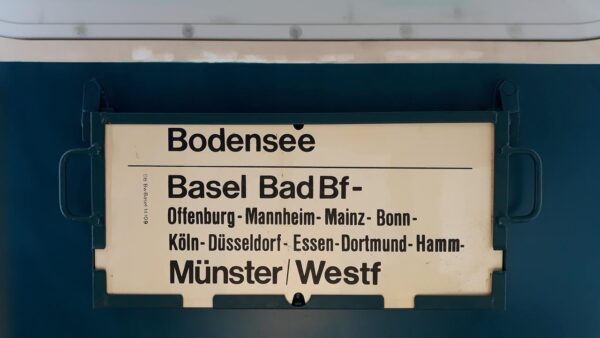 Bodensee
Basel Bad Bf-
Offenburg - Mannheim - Mainz - Bonn -
Köln - Düsseldorf - Essen - Dortmund - Hamm-
Münster / Westf